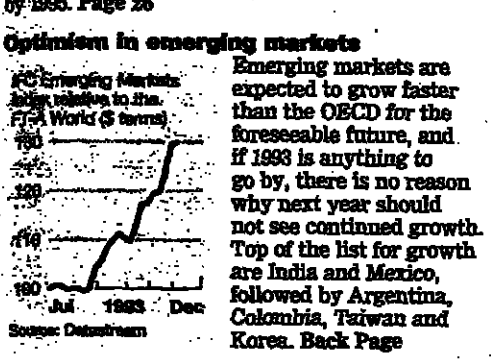 by 1995. Page 26
Optimism in emerging markets
IFC Emerging Markets
index relative to the
FT-A World ($ terms)
130
120
110
100
Jul 1993 Dec
Source: Datastream
Emerging markets are
expected to grow faster
than the OECD for the
foreseeable future, and
if 1993 is anything to
go by, there is no reason
why next year should
not see continued growth.
Top of the list for growth
are India and Mexico,
followed by Argentina,
Colombia, Taiwan and
Korea. Back Page